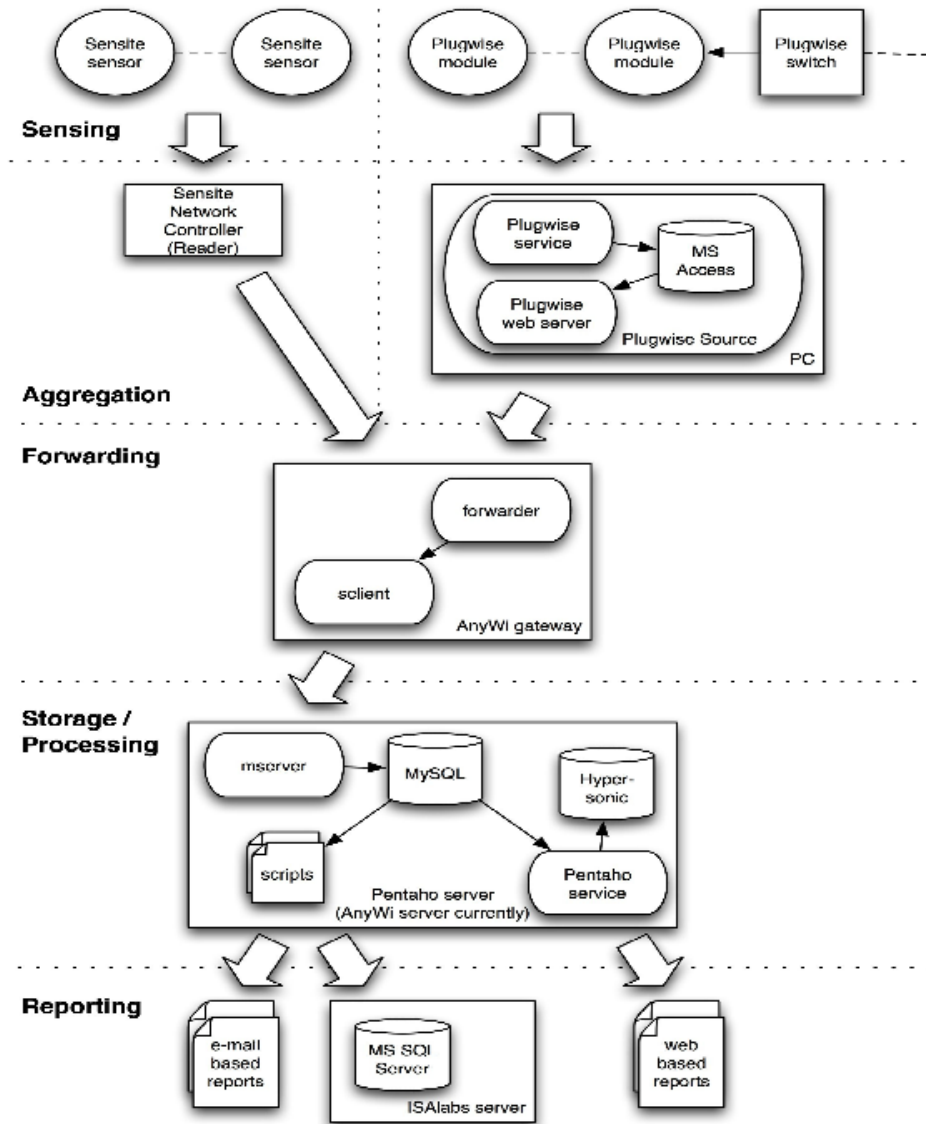 Sensite
sensor
Sensite
sensor
Plugwise
module
Plugwise
module
Plugwise
switch
Sensing
Sensite
Network
Controller
(Reader)
Plugwise
service
MS
Access
Plugwise
web server
Plugwise Source
PC
Aggregation
Forwarding
forwarder
sclient
AnyWi gateway
Storage /
Processing
mserver
MySQL
Hyper-
sonic
scripts
Pentaho
service
Pentaho server
(AnyWi server currently)
Reporting
e-mail
based
reports
MS SQL
Server
ISAlabs server
web
based
reports